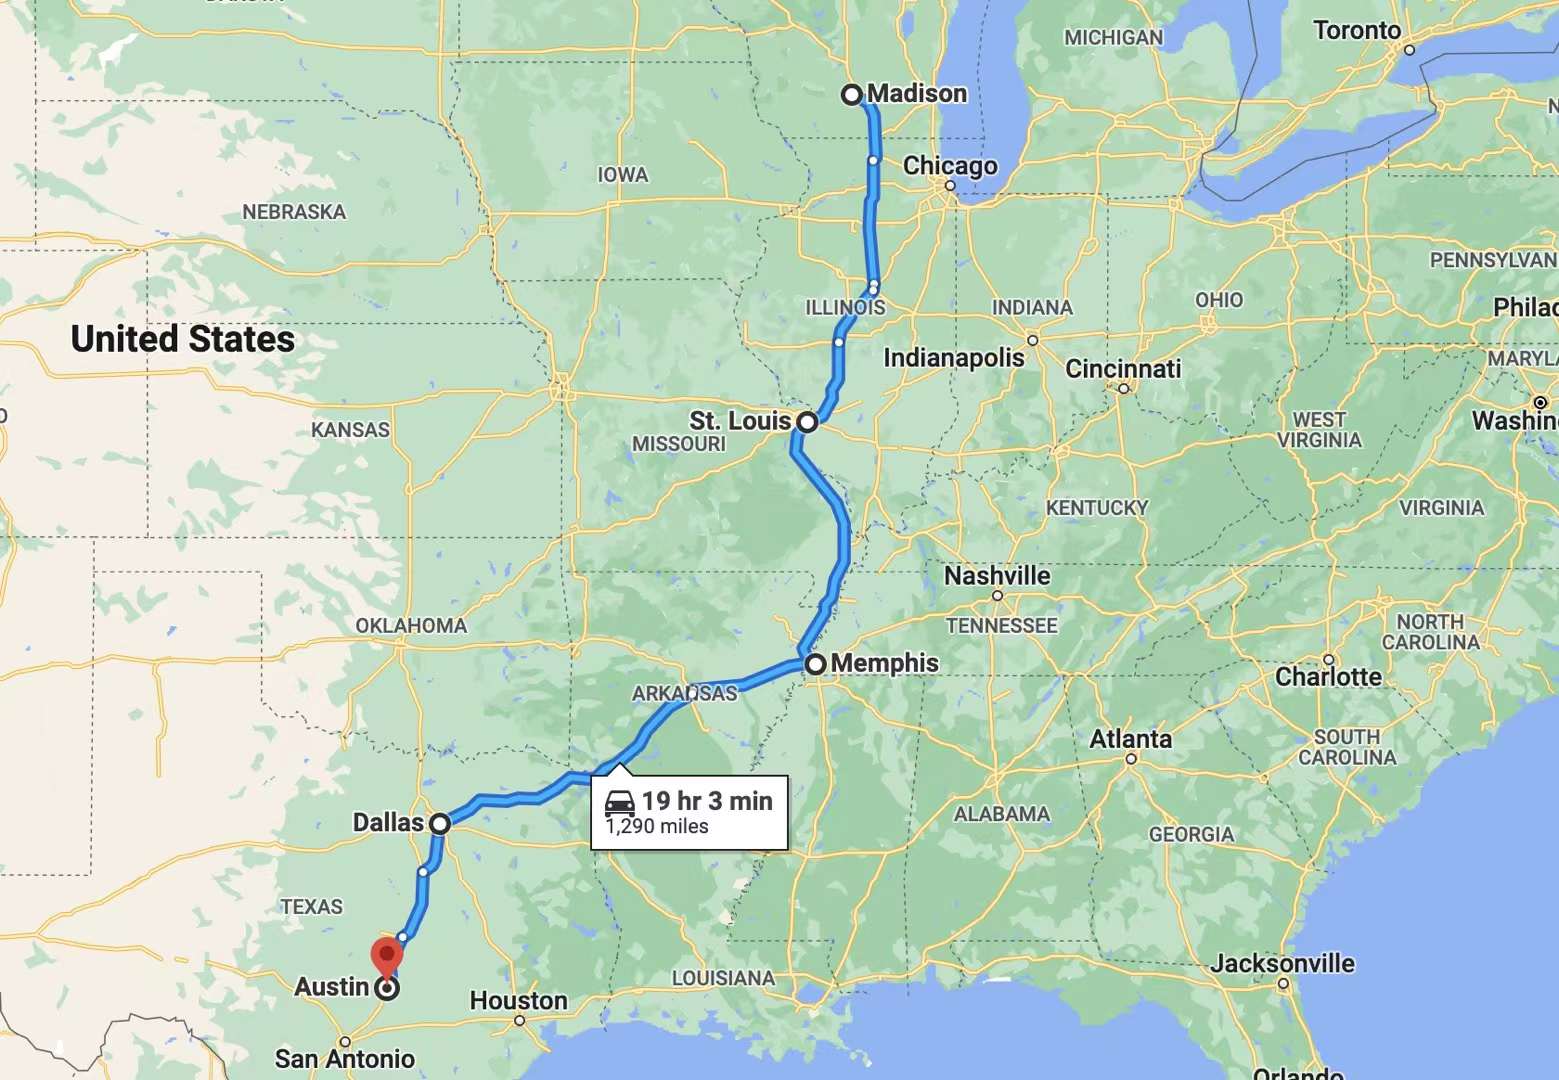 Toronto
MICHIGAN
Madison
Chicago
IOWA
NEBRASKA
PENNSYLVAN
ILLINOIS
INDIANA
OHIO
Philad
United States
Indianapolis
Cincinnati
MARYLA
St. Louis
MISSOURI
KANSAS
WEST
VIRGINIA
Washin
KENTUCKY
VIRGINIA
Nashville
TENNESSEE
OKLAHOMA
NORTH
CAROLINA
Memphis
Charlotte
ARKANSAS
Atlanta
SOUTH
CAROLINA
19 hr 3 min
1,290 miles
Dallas
ALABAMA
GEORGIA
TEXAS
Austin
LOUISIANA
Jacksonville
Houston
San Antonio
Orlando